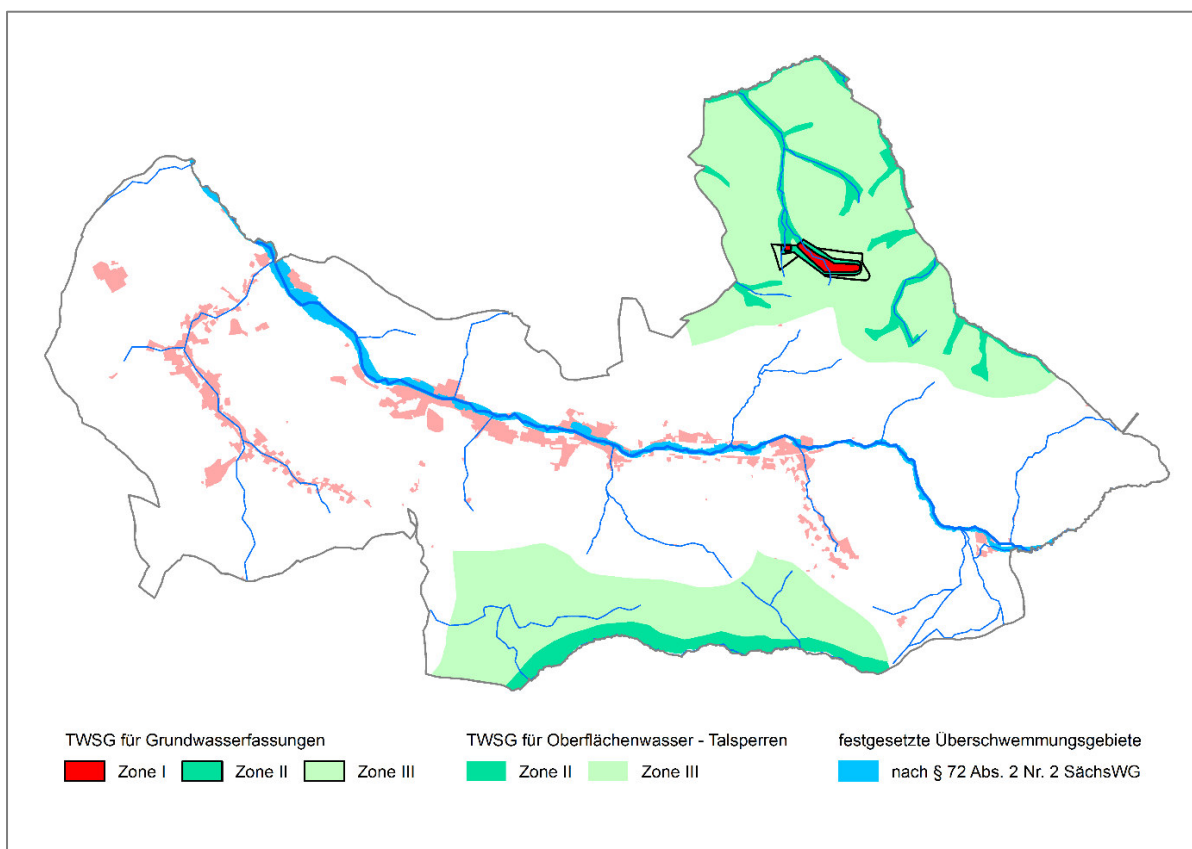 TWSG für Grundwasserfassungen
Zone I Zone II Zone III
TWSG für Oberflächenwasser - Talsperren
Zone II Zone III
festgesetzte Überschwemmungsgebiete
nach § 72 Abs. 2 Nr. 2 SächsWG